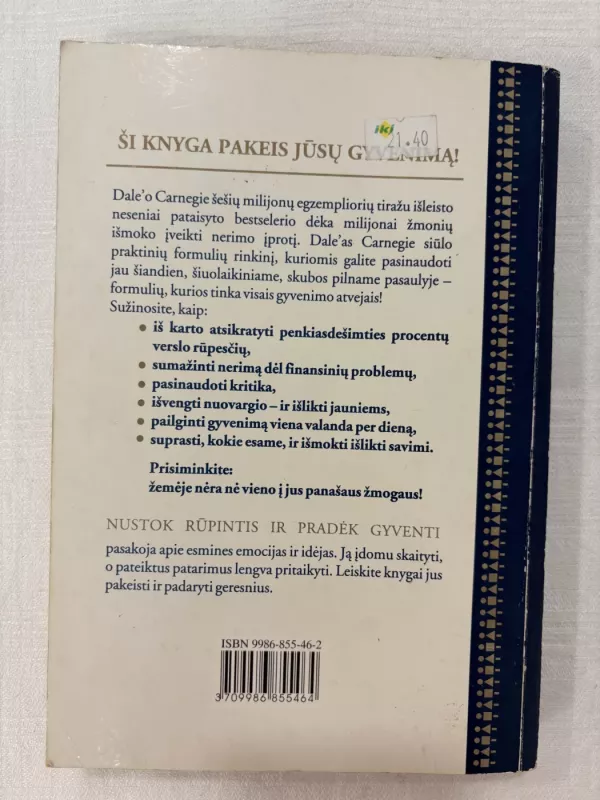 iki
21.40
ŠI KNYGA PAKEIS JŪSŲ GYVENIMĄ!
Dale'o Carnegie šešių milijonų egzempliorių tiražu išleisto
neseniai pataisyto bestselerio dėka milijonai žmonių
išmoko įveikti nerimo įprotį. Dale'as Carnegie siūlo
praktinių formulių rinkinį, kuriomis galite pasinaudoti
jau šiandien, šiuolaikiniame, skubos pilname pasaulyje –
formulių, kurios tinka visais gyvenimo atvejais!
Sužinosite, kaip:
• iš karto atsikratyti penkiasdešimties procentų
verslo rūpesčių,
• sumažinti nerimą dėl finansinių problemų,
• pasinaudoti kritika,
• išvengti nuovargio – ir išlikti jauniems,
• pailginti gyvenimą viena valanda per dieną,
• suprasti, kokie esame, ir išmokti išlikti savimi.
Prisiminkite:
žemėje nėra nė vieno į jus panašaus žmogaus!
NUSTOK RŪPINTIS IR PRADĖK GYVENTI
pasakoja apie esmines emocijas ir idėjas. Ją įdomu skaityti,
o pateiktus patarimus lengva pritaikyti. Leiskite knygai jus
pakeisti ir padaryti geresnius.
ISBN 9986-855-46-2
3709986855464